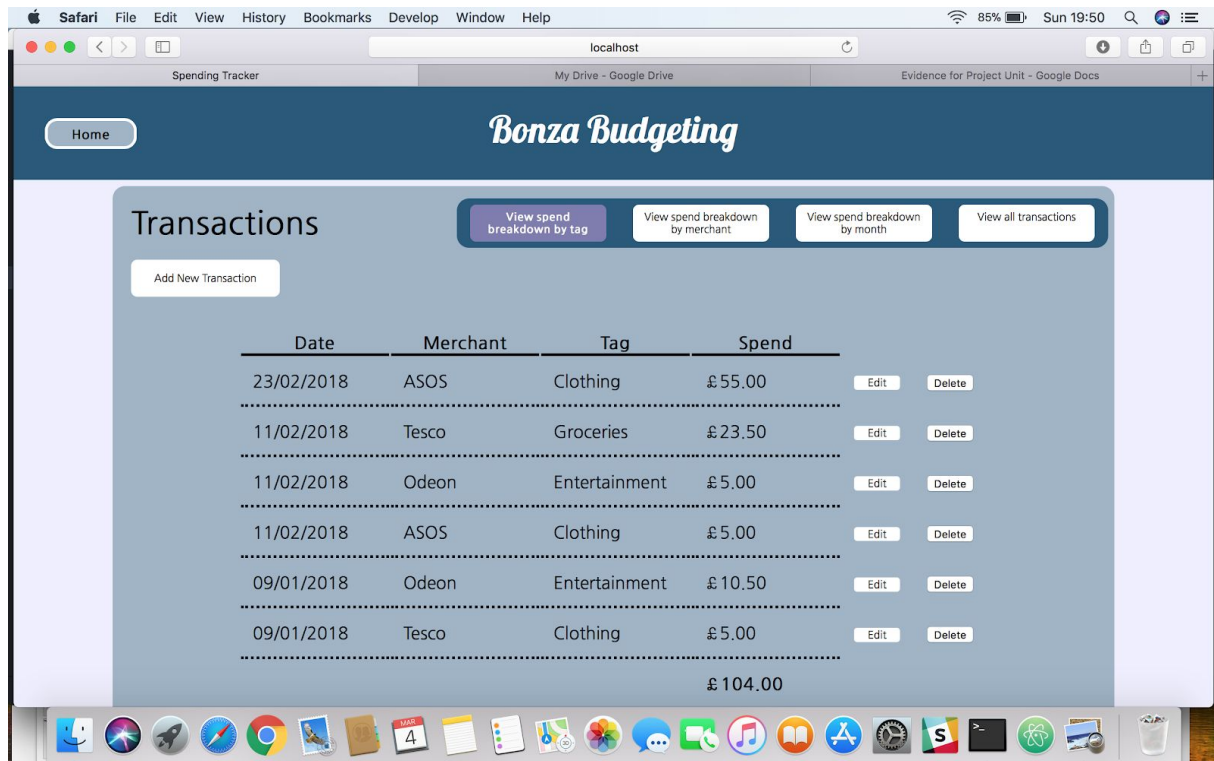 Safari File Edit View History Bookmarks Develop Window Help 85% Sun 19:50
localhost
Spending Tracker My Drive - Google Drive Evidence for Project Unit - Google Docs
Home Bonza Budgeting
Transactions
View spend
breakdown by tag
View spend breakdown
by merchant
View spend breakdown
by month
View all transactions
Add New Transaction
Date Merchant Tag Spend
23/02/2018 ASOS Clothing £55.00 Edit Delete
11/02/2018 Tesco Groceries £23.50 Edit Delete
11/02/2018 Odeon Entertainment £5.00 Edit Delete
11/02/2018 ASOS Clothing £5.00 Edit Delete
09/01/2018 Odeon Entertainment £10.50 Edit Delete
09/01/2018 Tesco Clothing £5.00 Edit Delete
£104.00
MAR
4
S
>_